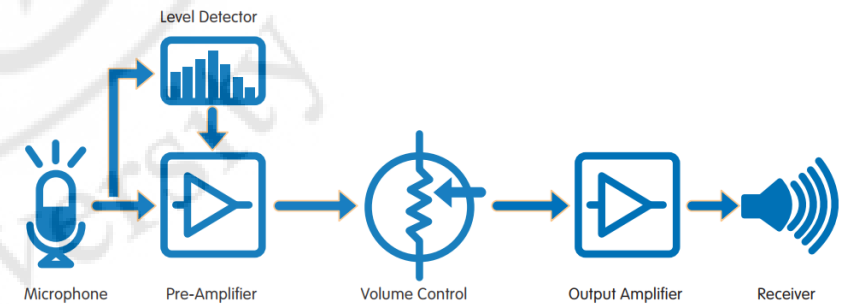 Level Detector
Microphone
Pre-Amplifier
Volume Control
Output Amplifier
Receiver